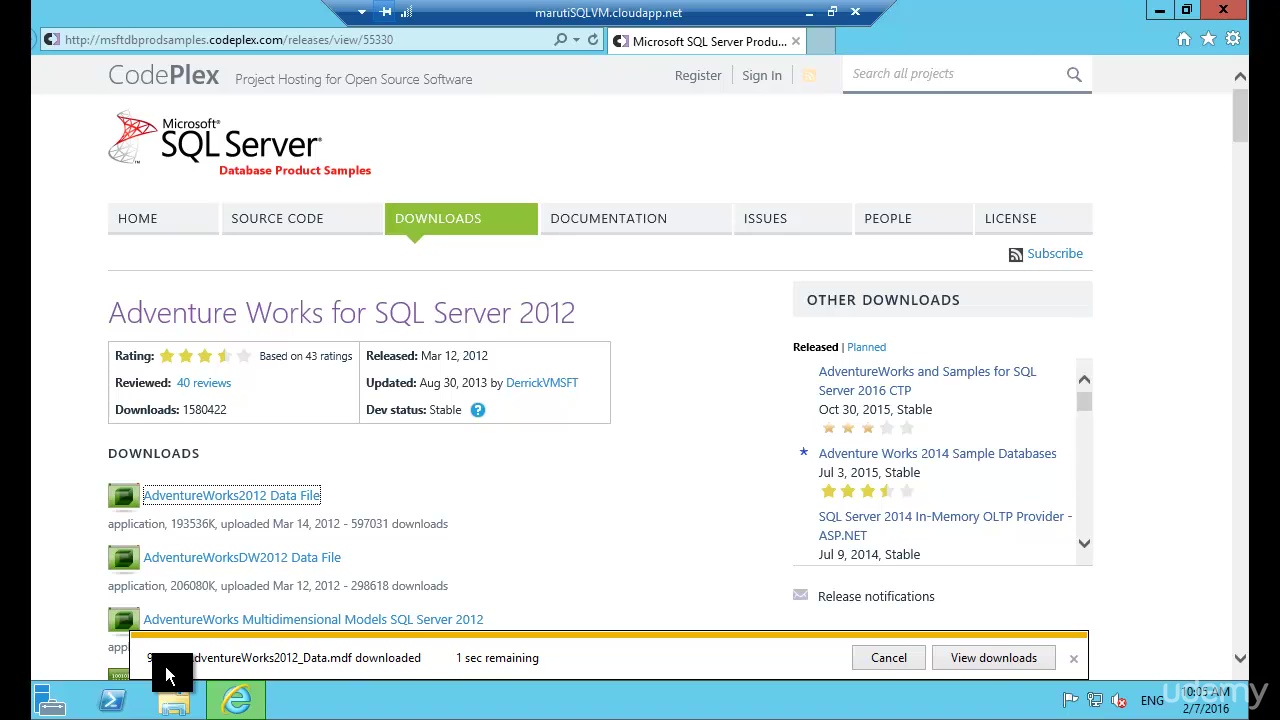 marutiSQLVM.cloudapp.net
http://msftdbprodsamples.codeplex.com/releases/view/55330
Microsoft SQL Server Produ...
CodePlex Project Hosting for Open Source Software
Register Sign In
Search all projects
Microsoft®
SQL Server®
Database Product Samples
HOME SOURCE CODE DOWNLOADS DOCUMENTATION ISSUES PEOPLE LICENSE
Subscribe
Adventure Works for SQL Server 2012
Rating: Based on 43 ratings
Reviewed: 40 reviews
Downloads: 1580422
Released: Mar 12, 2012
Updated: Aug 30, 2013 by DerrickVMSFT
Dev status: Stable ?
DOWNLOADS
AdventureWorks2012 Data File
application, 193536K, uploaded Mar 14, 2012 - 597031 downloads
AdventureWorksDW2012 Data File
application, 206080K, uploaded Mar 12, 2012 - 298618 downloads
AdventureWorks Multidimensional Models SQL Server 2012
OTHER DOWNLOADS
Released | Planned
AdventureWorks and Samples for SQL
Server 2016 CTP
Oct 30, 2015, Stable
* Adventure Works 2014 Sample Databases
Jul 3, 2015, Stable
SQL Server 2014 In-Memory OLTP Provider -
ASP.NET
Jul 9, 2014, Stable
Release notifications
AdventureWorks2012_Data.mdf downloaded 1 sec remaining
Cancel View downloads
ENG
10:05 AM
2/7/2016
udemy